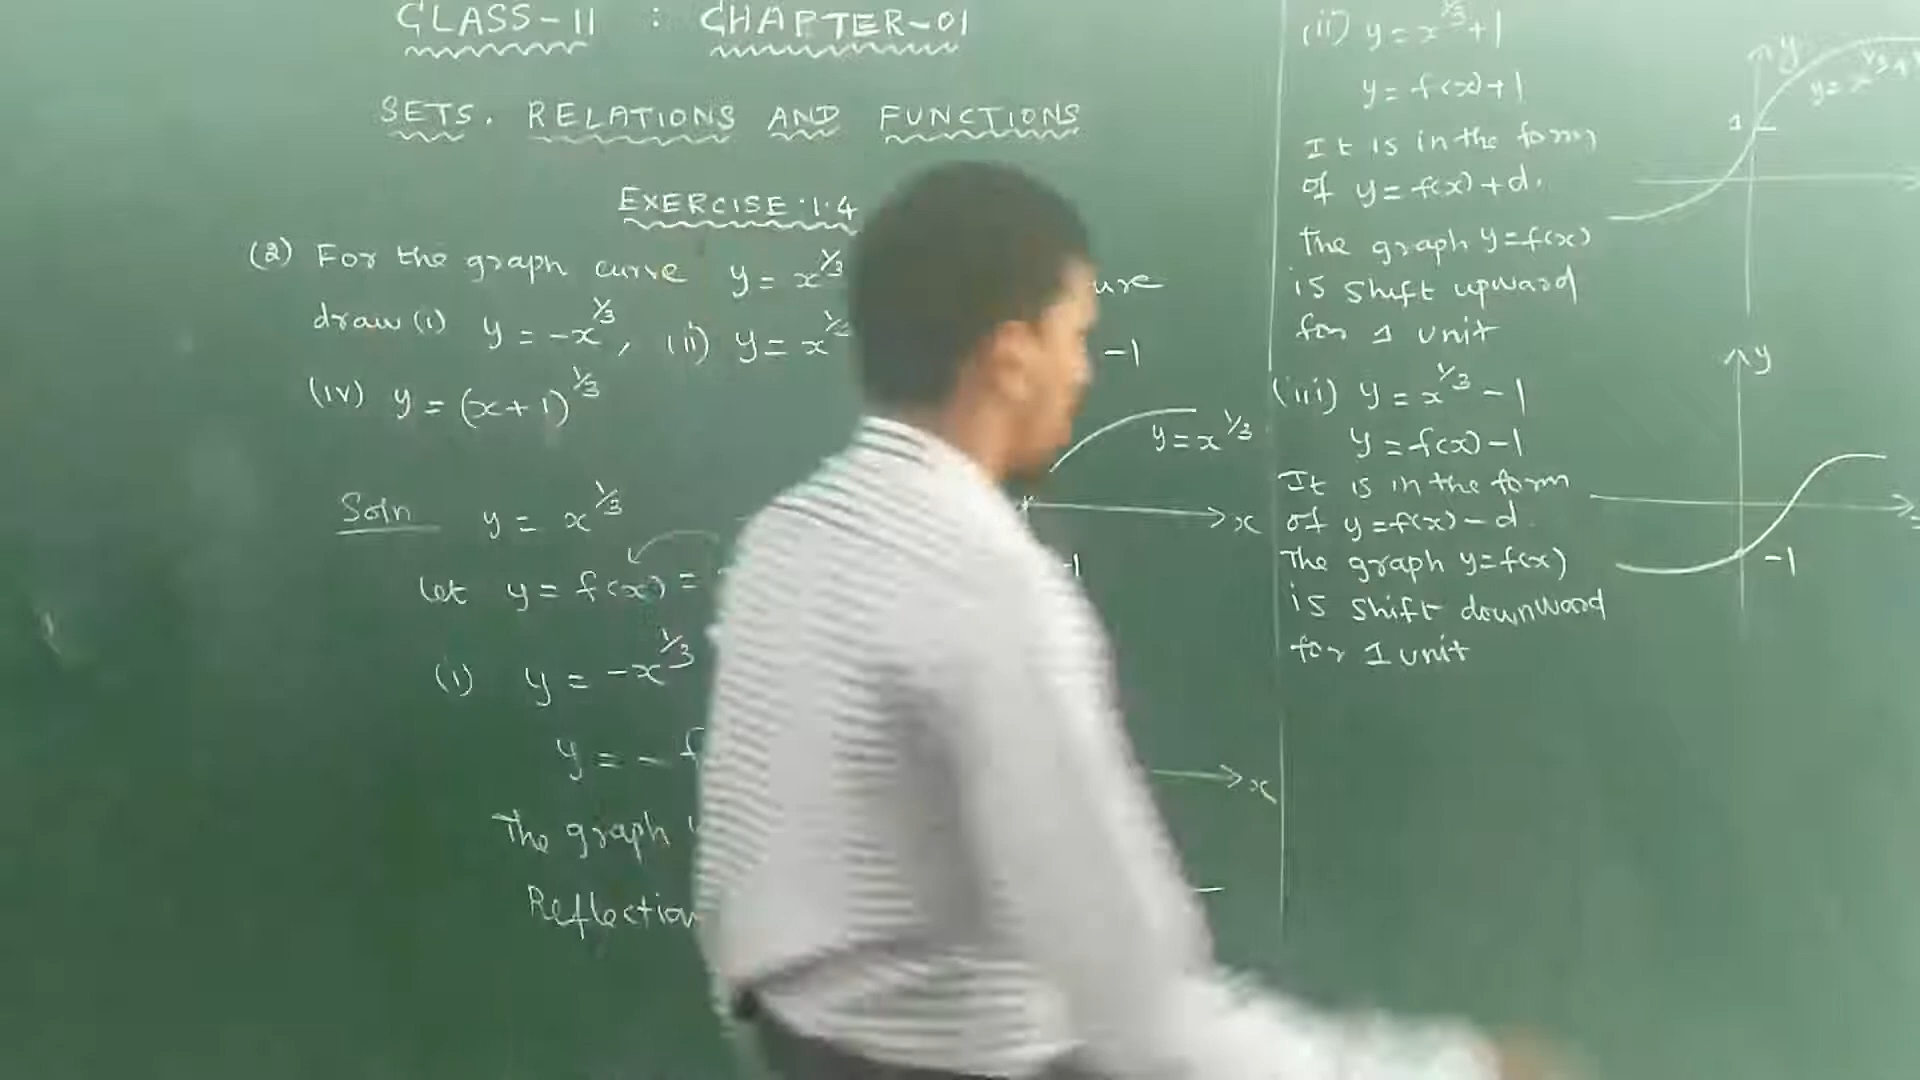 CLASS-11 : CHAPTER-01
SETS, RELATIONS AND FUNCTIONS
EXERCISE:1.4
(2) For the graph curve y = x^1/3
draw (i) y = -x^1/3, (ii) y = x^1/3 -1
(iv) y = (x+1)^1/3
Soln y = x^1/3
Let y = f(x) =
(i) y = -x^1/3
y = -f
The graph
Reflection
y = x^1/3
x
-1
x
(ii) y = x^1/3 + 1
y = f(x)+1
It is in the form
of y = f(x)+d.
The graph y=f(x)
is shift upward
for 1 unit
y
1
(iii) y = x^1/3 - 1
y = f(x)-1
It is in the form
of y=f(x)-d.
The graph y=f(x)
is shift downward
for 1 unit
y
-1